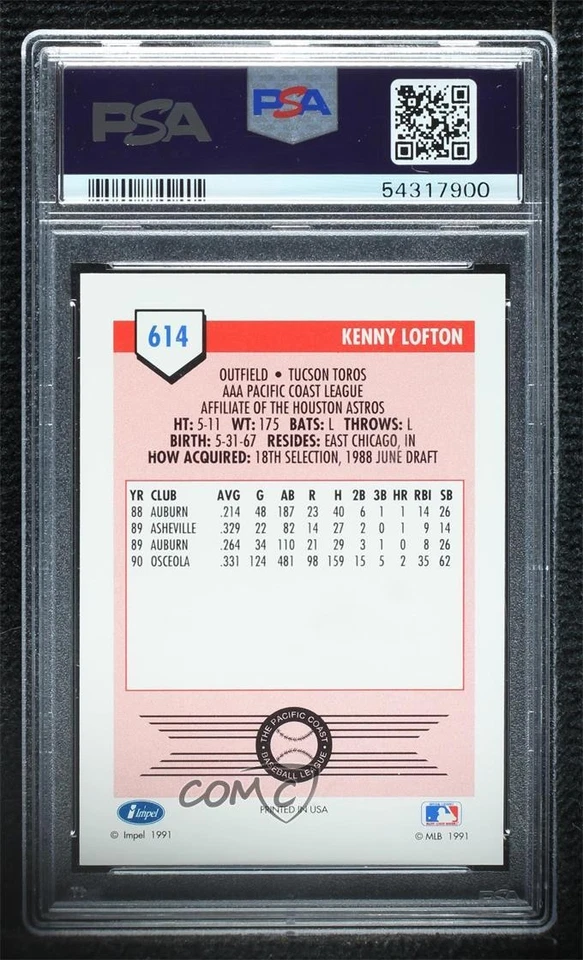 PSA
PSA
54317900
614
KENNY LOFTON
OUTFIELD • TUCSON TOROS
AAA PACIFIC COAST LEAGUE
AFFILIATE OF THE HOUSTON ASTROS
HT: 5-11 WT: 175 BATS: L THROWS: L
BIRTH: 5-31-67 RESIDES: EAST CHICAGO, IN
HOW ACQUIRED: 18TH SELECTION, 1988 JUNE DRAFT
YR CLUB AVG G AB R H 2B 3B HR RBI SB
88 AUBURN .214 48 187 23 40 6 1 1 14 26
89 ASHEVILLE .329 22 82 14 27 2 0 1 9 14
89 AUBURN .264 34 110 21 29 3 1 0 8 26
90 OSCEOLA .331 124 481 98 159 15 5 2 35 62
• THE PACIFIC COAST •
BASEBALL LEAGUE
COMC
PRINTED IN USA
Impel
© Impel 1991
© MLB 1991
PSA